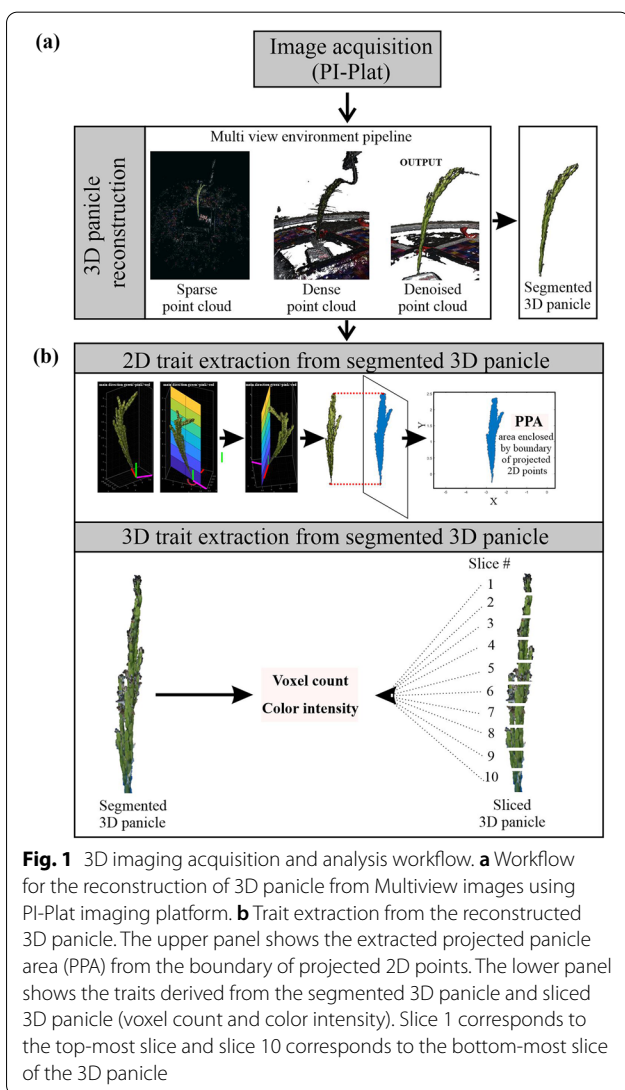 (a)
Image acquisition
(PI-Plat)
3D panicle
reconstruction
Multi view environment pipeline
OUTPUT
Sparse
point cloud
Dense
point cloud
Denoised
point cloud
Segmented
3D panicle
(b)
2D trait extraction from segmented 3D panicle
Y
PPA
area enclosed
by boundary
of projected
2D points
X
3D trait extraction from segmented 3D panicle
Slice #
1
2
3
4
5
6
7
8
9
10
Voxel count
Color intensity
Segmented
3D panicle
Sliced
3D panicle
Fig. 1 3D imaging acquisition and analysis workflow. a Workflow
for the reconstruction of 3D panicle from Multiview images using
PI-Plat imaging platform. b Trait extraction from the reconstructed
3D panicle. The upper panel shows the extracted projected panicle
area (PPA) from the boundary of projected 2D points. The lower panel
shows the traits derived from the segmented 3D panicle and sliced
3D panicle (voxel count and color intensity). Slice 1 corresponds to
the top-most slice and slice 10 corresponds to the bottom-most slice
of the 3D panicle